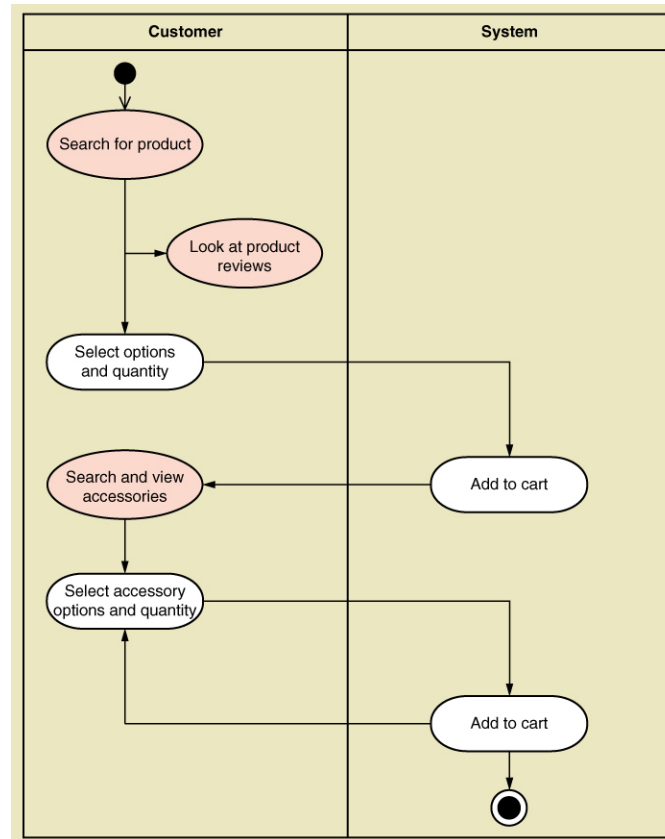 Customer
System
Search for product
Look at product
reviews
Select options
and quantity
Search and view
accessories
Add to cart
Select accessory
options and quantity
Add to cart